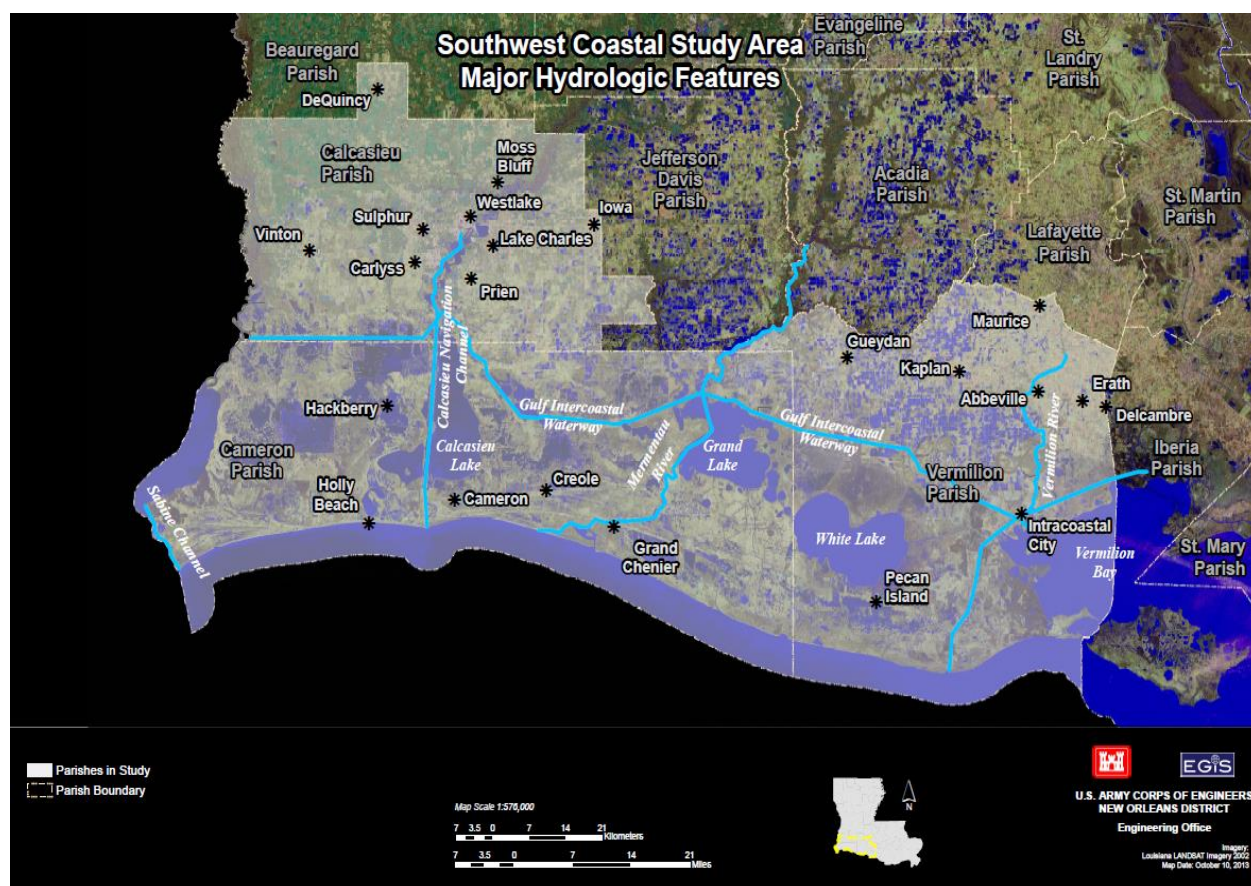 Southwest Coastal Study Area
Major Hydrologic Features
Beauregard
Parish
Evangeline
Parish
St.
Landry
Parish
DeQuincy
Calcasieu
Parish
Moss
Bluff
Jefferson
Davis
Parish
Acadia
Parish
St. Martin
Parish
Sulphur
Westlake
Iowa
Vinton
Lake Charles
Lafayette
Parish
Carlyss
Prien
Maurice
Calcasieu Navigation
Channel
Gueydan
Kaplan
Abbeville
Erath
Delcambre
Hackberry
Gulf Intercoastal
Waterway
Gulf Intercoastal
Waterway
Vermilion River
Cameron
Parish
Calcasien
Lake
Mermentau
River
Grand
Lake
Iberia
Parish
Vermilion
Parish
Holly
Beach
Cameron
Creole
Sabine Channel
Grand
Chenier
White Lake
Intracoastal
City
Vermilion
Bay
St. Mary
Parish
Pecan
Island
Parishes in Study
Parish Boundary
Map Scale 1:576,000
7 3.5 0 7 14 21
Kilometers
7 3.5 0 7 14 21
Miles
N
EGIS
U.S. ARMY CORPS OF ENGINEERS
NEW ORLEANS DISTRICT
Engineering Office
Imagery:
Louisiana LANDSAT Imagery 2002
Map Date: October 10, 2013